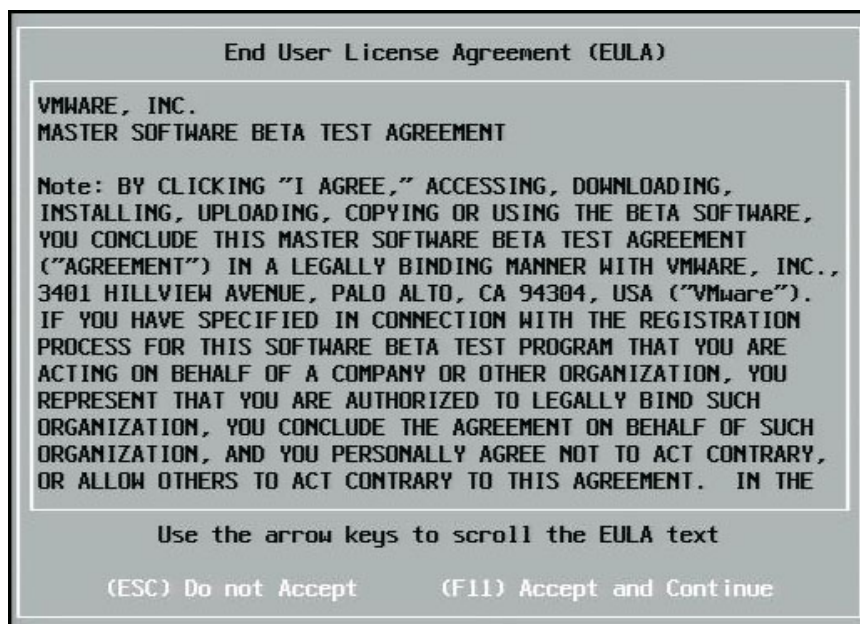 End User License Agreement (EULA)
VMWARE, INC.
MASTER SOFTWARE BETA TEST AGREEMENT
Note: BY CLICKING "I AGREE," ACCESSING, DOWNLOADING,
INSTALLING, UPLOADING, COPYING OR USING THE BETA SOFTWARE,
YOU CONCLUDE THIS MASTER SOFTWARE BETA TEST AGREEMENT
("AGREEMENT") IN A LEGALLY BINDING MANNER WITH VMWARE, INC.,
3401 HILLVIEW AVENUE, PALO ALTO, CA 94304, USA ("VMware").
IF YOU HAVE SPECIFIED IN CONNECTION WITH THE REGISTRATION
PROCESS FOR THIS SOFTWARE BETA TEST PROGRAM THAT YOU ARE
ACTING ON BEHALF OF A COMPANY OR OTHER ORGANIZATION, YOU
REPRESENT THAT YOU ARE AUTHORIZED TO LEGALLY BIND SUCH
ORGANIZATION, YOU CONCLUDE THE AGREEMENT ON BEHALF OF SUCH
ORGANIZATION, AND YOU PERSONALLY AGREE NOT TO ACT CONTRARY,
OR ALLOW OTHERS TO ACT CONTRARY TO THIS AGREEMENT.  IN THE
Use the arrow keys to scroll the EULA text
(ESC) Do not Accept     (F11) Accept and Continue